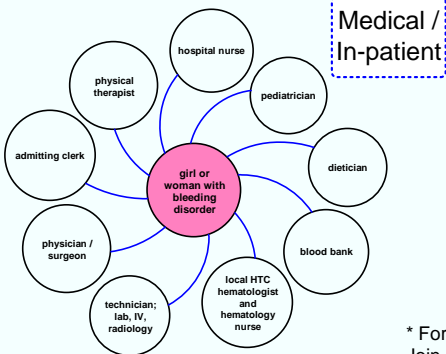 Medical /
In-patient
hospital nurse
physical
therapist
pediatrician
admitting clerk
girl or
woman with
bleeding
disorder
dietician
physician /
surgeon
blood bank
technician;
lab, IV,
radiology
local HTC
hematologist
and
hematology
nurse
* For